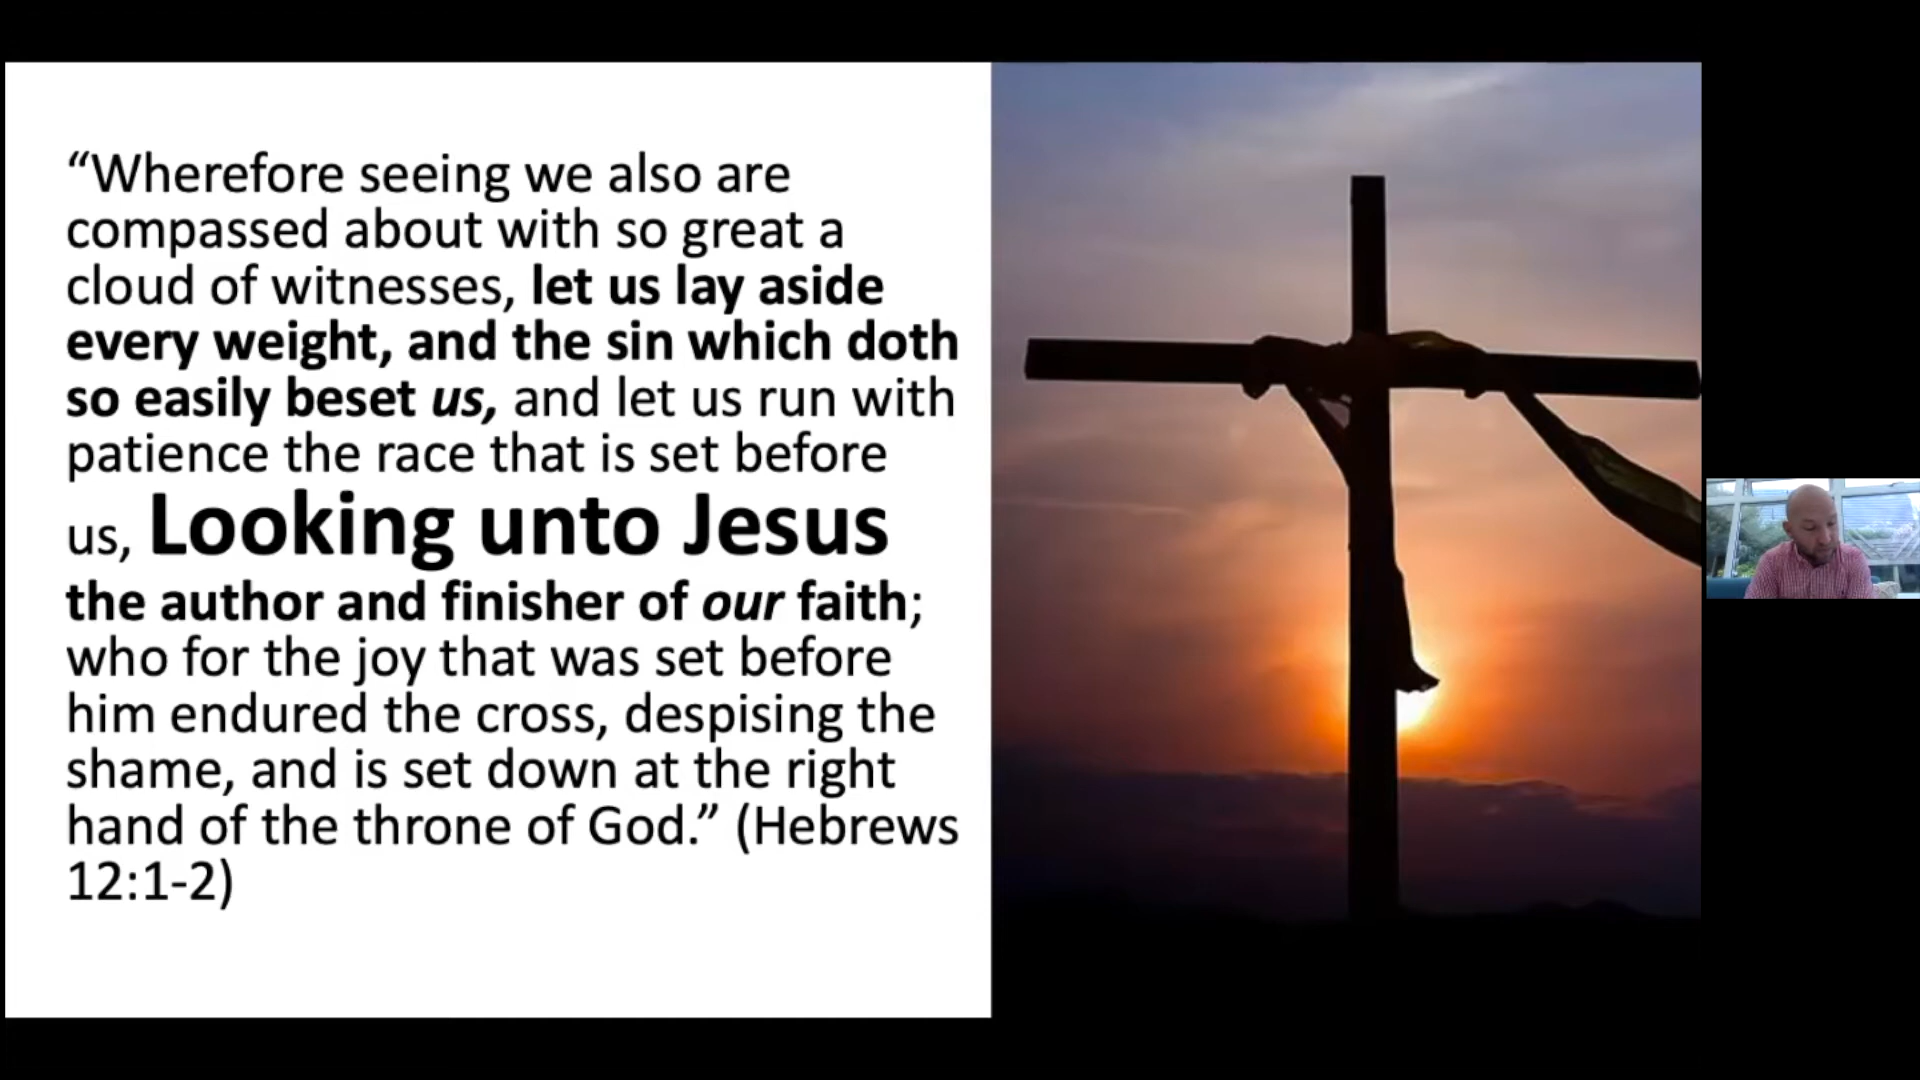 “Wherefore seeing we also are
compassed about with so great a
cloud of witnesses, let us lay aside
every weight, and the sin which doth
so easily beset us, and let us run with
patience the race that is set before
us, Looking unto Jesus
the author and finisher of our faith;
who for the joy that was set before
him endured the cross, despising the
shame, and is set down at the right
hand of the throne of God.” (Hebrews
12:1-2)